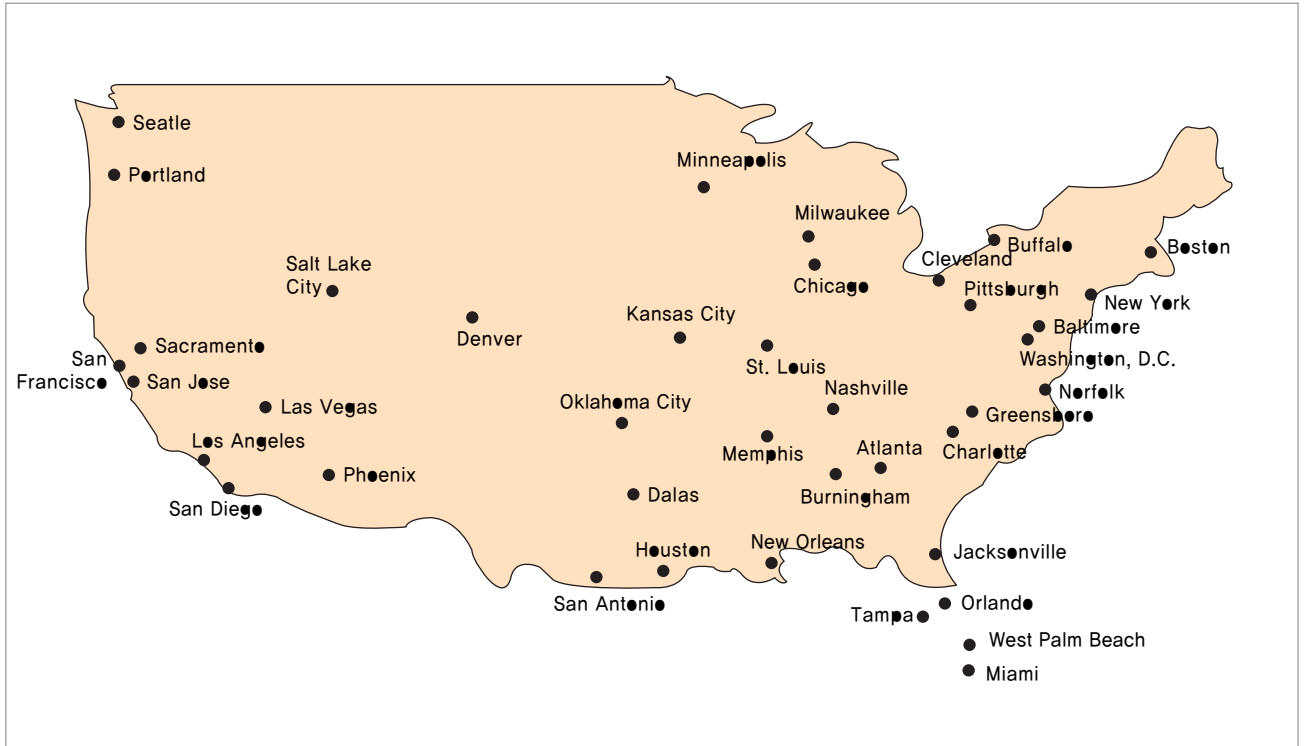 Seatle
Portland
Minneapolis
Milwaukee
Buffalo
Boston
Cleveland
Salt Lake
City
Chicago
Pittsburgh
New York
Kansas City
Baltimore
Denver
Sacramento
San
Francisco
San Jose
St. Louis
Washington, D.C.
Nashville
Norfolk
Las Vegas
Oklahoma City
Greensboro
Los Angeles
Memphis
Atlanta
Charlotte
Phoenix
Dalas
Burningham
San Diego
Houston
New Orleans
Jacksonville
San Antonio
Tampa
Orlando
West Palm Beach
Miami